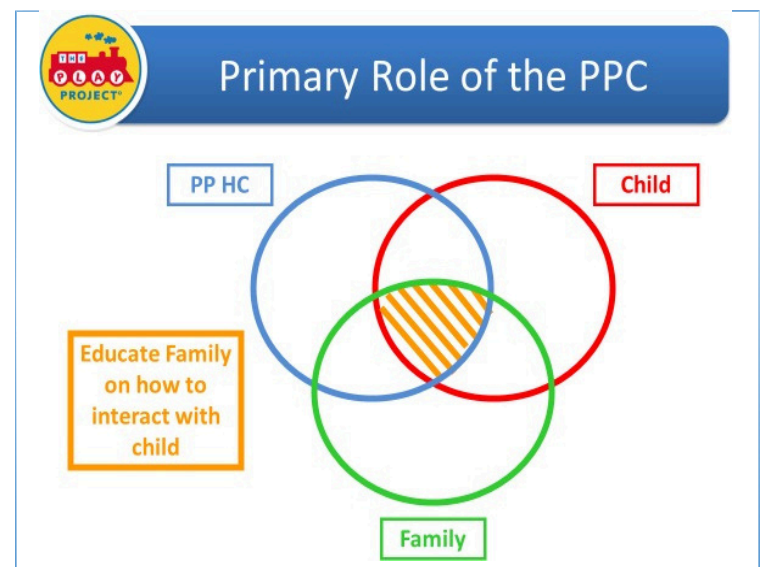 THE
PLAY
PROJECT®
Primary Role of the PPC
PP HC
Child
Educate Family
on how to
interact with
child
Family